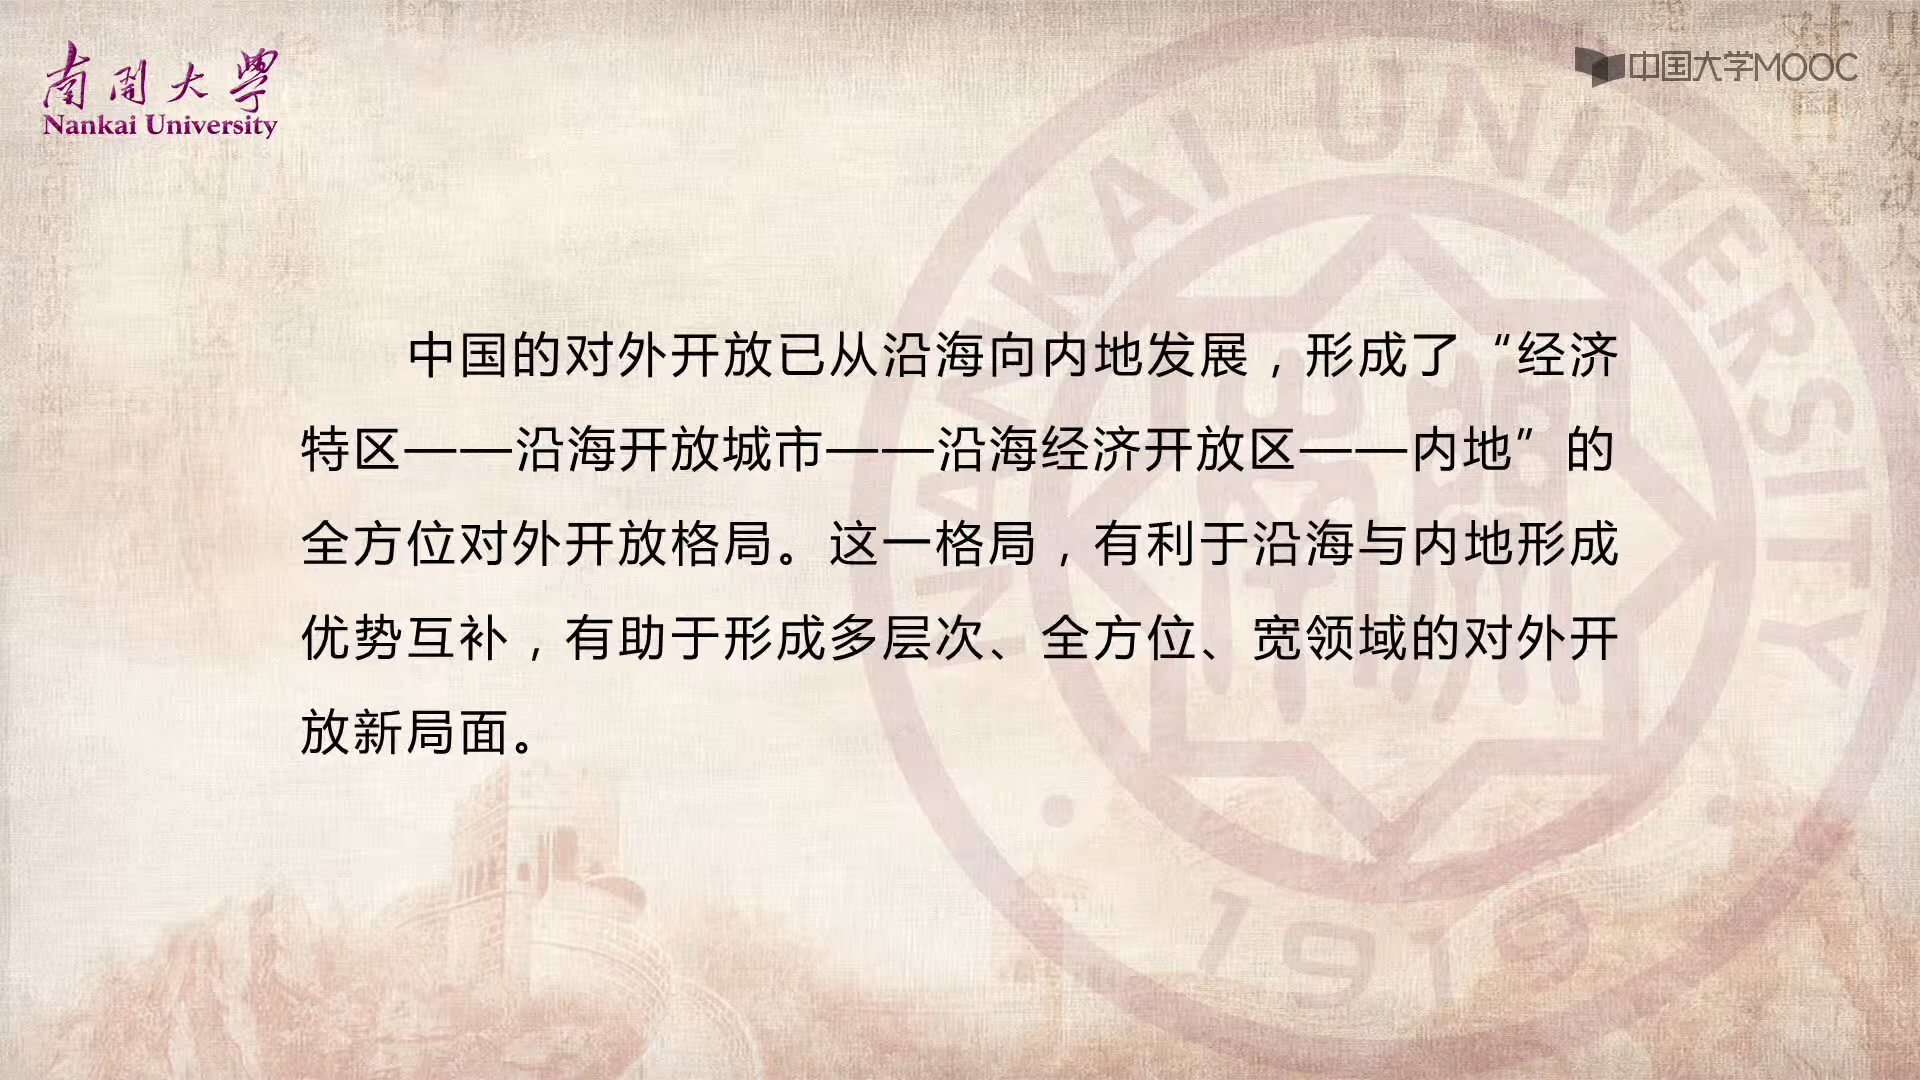 南開大學
Nankai University
中国大学MOOC
中国的对外开放已从沿海向内地发展，形成了“经济
特区——沿海开放城市——沿海经济开放区——内地”的
全方位对外开放格局。这一格局，有利于沿海与内地形成
优势互补，有助于形成多层次、全方位、宽领域的对外开
放新局面。
NANKAI UNIVERSITY
南開
1919